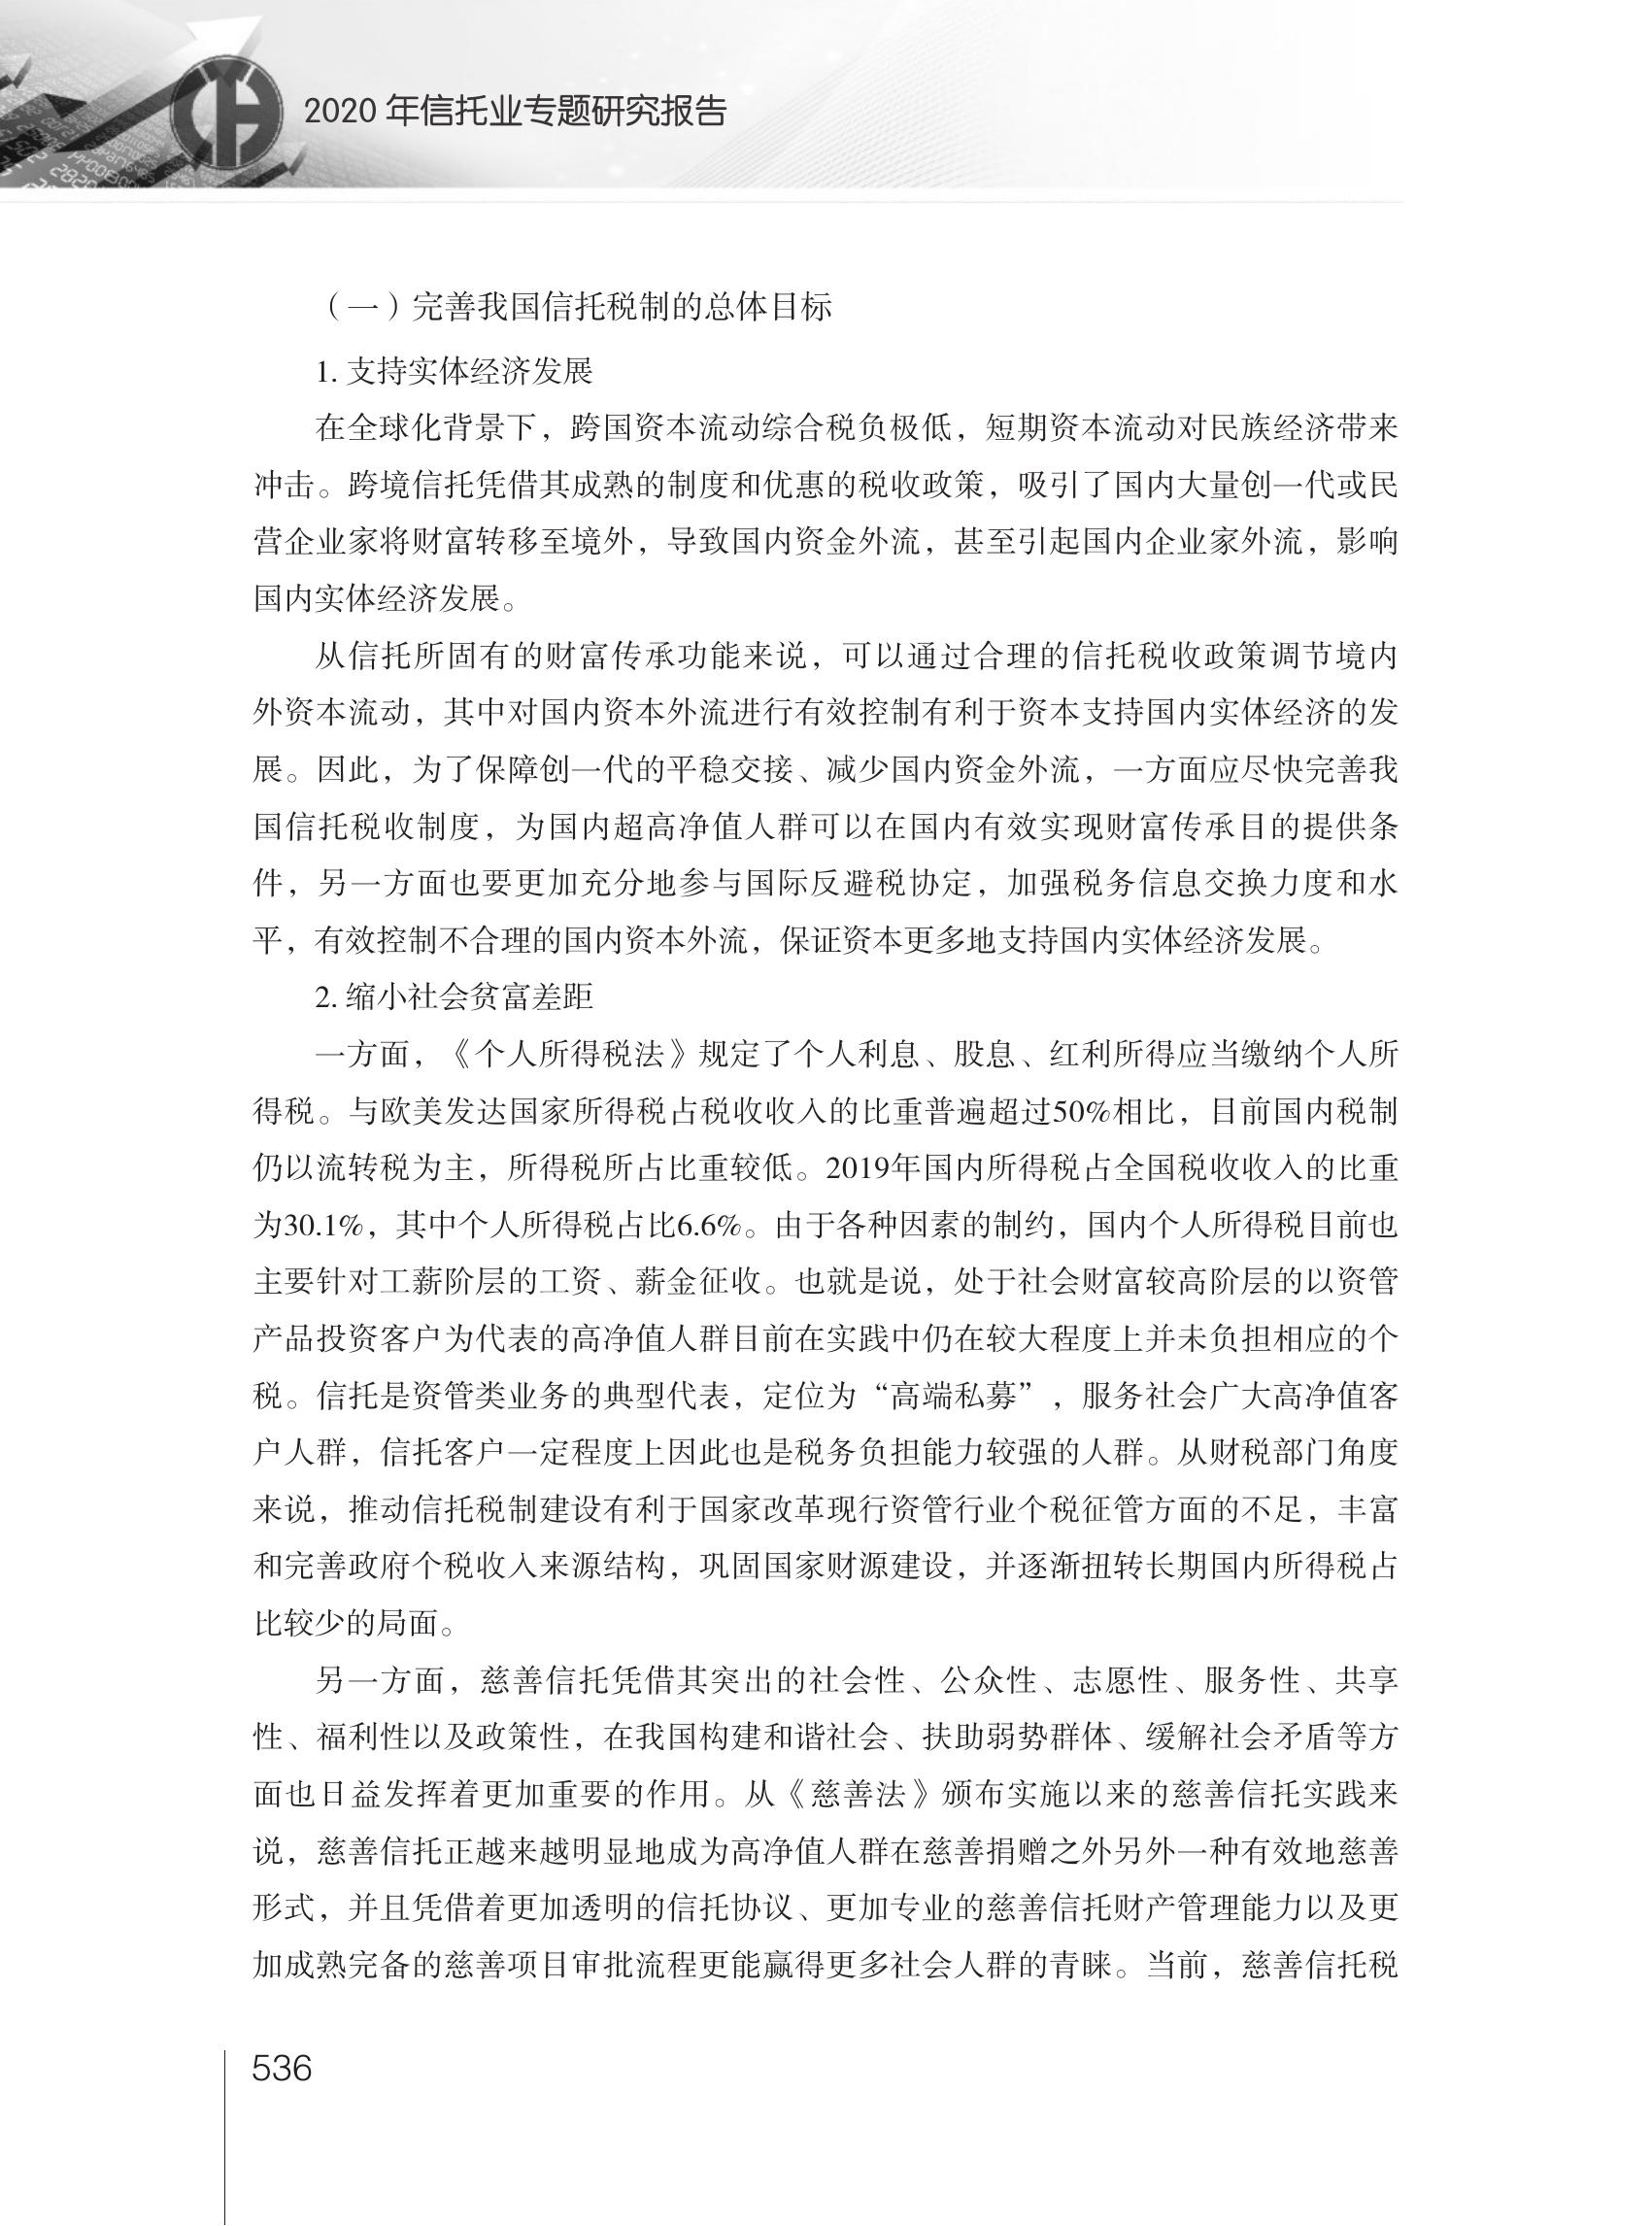 2020 年信托业专题研究报告
（一）完善我国信托税制的总体目标
1. 支持实体经济发展
在全球化背景下，跨国资本流动综合税负极低，短期资本流动对民族经济带来
冲击。跨境信托凭借其成熟的制度和优惠的税收政策，吸引了国内大量创一代或民
营企业家将财富转移至境外，导致国内资金外流，甚至引起国内企业家外流，影响
国内实体经济发展。
从信托所固有的财富传承功能来说，可以通过合理的信托税收政策调节境内
外资本流动，其中对国内资本外流进行有效控制有利于资本支持国内实体经济的发
展。因此，为了保障创一代的平稳交接、减少国内资金外流，一方面应尽快完善我
国信托税收制度，为国内超高净值人群可以在国内有效实现财富传承目的提供条
件，另一方面也要更加充分地参与国际反避税协定，加强税务信息交换力度和水
平，有效控制不合理的国内资本外流，保证资本更多地支持国内实体经济发展。
2. 缩小社会贫富差距
一方面，《个人所得税法》规定了个人利息、股息、红利所得应当缴纳个人所
得税。与欧美发达国家所得税占税收收入的比重普遍超过50%相比，目前国内税制
仍以流转税为主，所得税所占比重较低。2019年国内所得税占全国税收收入的比重
为30.1%，其中个人所得税占比6.6%。由于各种因素的制约，国内个人所得税目前也
主要针对工薪阶层的工资、薪金征收。也就是说，处于社会财富较高阶层的以资管
产品投资客户为代表的高净值人群目前在实践中仍在较大程度上并未负担相应的个
税。信托是资管类业务的典型代表，定位为“高端私募”，服务社会广大高净值客
户人群，信托客户一定程度上因此也是税务负担能力较强的人群。从财税部门角度
来说，推动信托税制建设有利于国家改革现行资管行业个税征管方面的不足，丰富
和完善政府个税收入来源结构，巩固国家财源建设，并逐渐扭转长期国内所得税占
比较少的局面。
另一方面，慈善信托凭借其突出的社会性、公众性、志愿性、服务性、共享
性、福利性以及政策性，在我国构建和谐社会、扶助弱势群体、缓解社会矛盾等方
面也日益发挥着更加重要的作用。从《慈善法》颁布实施以来的慈善信托实践来
说，慈善信托正越来越明显地成为高净值人群在慈善捐赠之外另外一种有效地慈善
形式，并且凭借着更加透明的信托协议、更加专业的慈善信托财产管理能力以及更
加成熟完备的慈善项目审批流程更能赢得更多社会人群的青睐。当前，慈善信托税
536